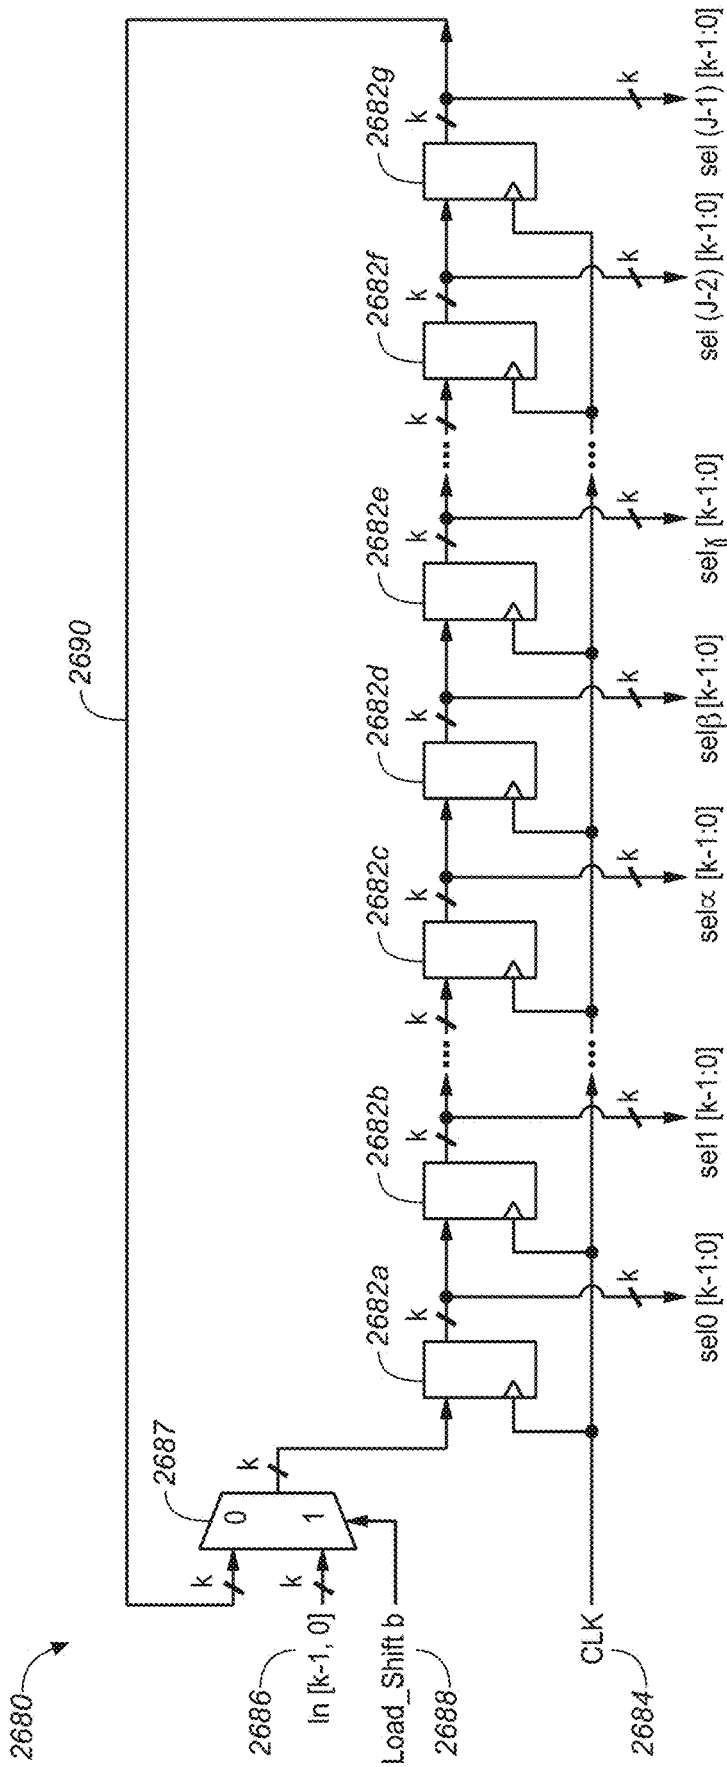 2680
2690
2687
0
1
k
k
k
2686
In [k-1, 0]
Load_Shift b
2688
CLK
2684
2682a
k
2682b
k
k
2682c
k
2682d
k
2682e
k
k
2682f
k
2682g
k
k
k
k
k
k
k
k
sel0 [k-1:0]
sel1 [k-1:0]
selα [k-1:0]
selβ [k-1:0]
selγ [k-1:0]
sel (J-2) [k-1:0]
sel (J-1) [k-1:0]